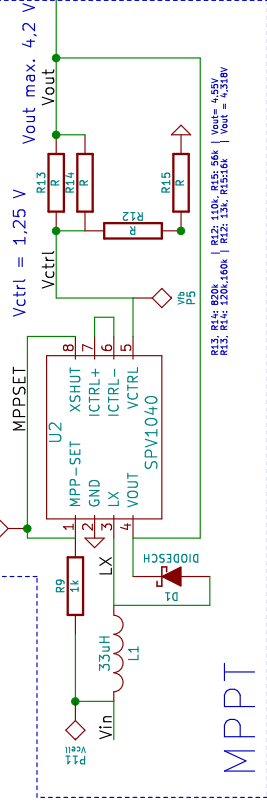 Vout max. 4,2 V
Vout
Vctrl = 1,25 V
R13
R
R14
R
R15
R
R12
R
Vctrl
Vfb
P5
R13, R14: 820k | R12: 110k, R15: 56k | Vout= 4,55V
R13, R14: 120k,160k | R12: 13k, R15:16k | Vout = 4,318V
MPPSET
U2
SPV1040
8 XSHUT
7 ICTRL+
6 ICTRL-
5 VCTRL
1 MPP-SET
2 GND
3 LX
4 VOUT
R9
1k
LX
33uH
L1
DIODESCH
D1
P11
Vcell
Vin
MPPT